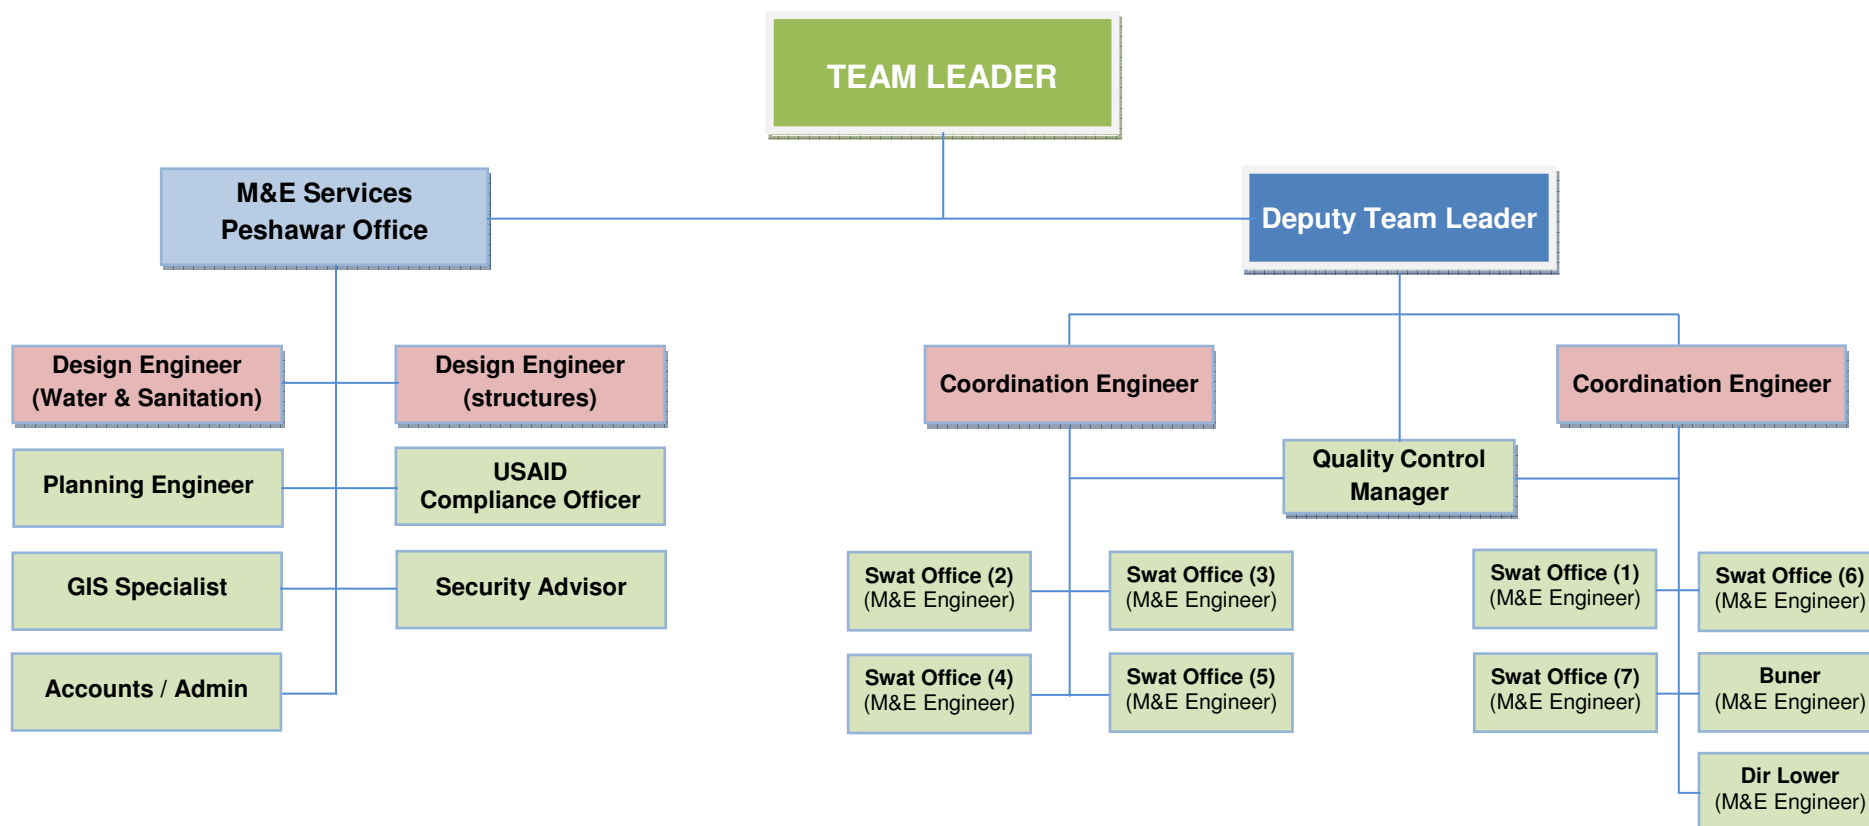 TEAM LEADER
M&E Services
Peshawar Office
Deputy Team Leader
Design Engineer
(Water & Sanitation)
Design Engineer
(structures)
Coordination Engineer
Coordination Engineer
Planning Engineer
USAID
Compliance Officer
Quality Control
Manager
GIS Specialist
Security Advisor
Swat Office (2)
(M&E Engineer)
Swat Office (3)
(M&E Engineer)
Swat Office (1)
(M&E Engineer)
Swat Office (6)
(M&E Engineer)
Accounts / Admin
Swat Office (4)
(M&E Engineer)
Swat Office (5)
(M&E Engineer)
Swat Office (7)
(M&E Engineer)
Buner
(M&E Engineer)
Dir Lower
(M&E Engineer)